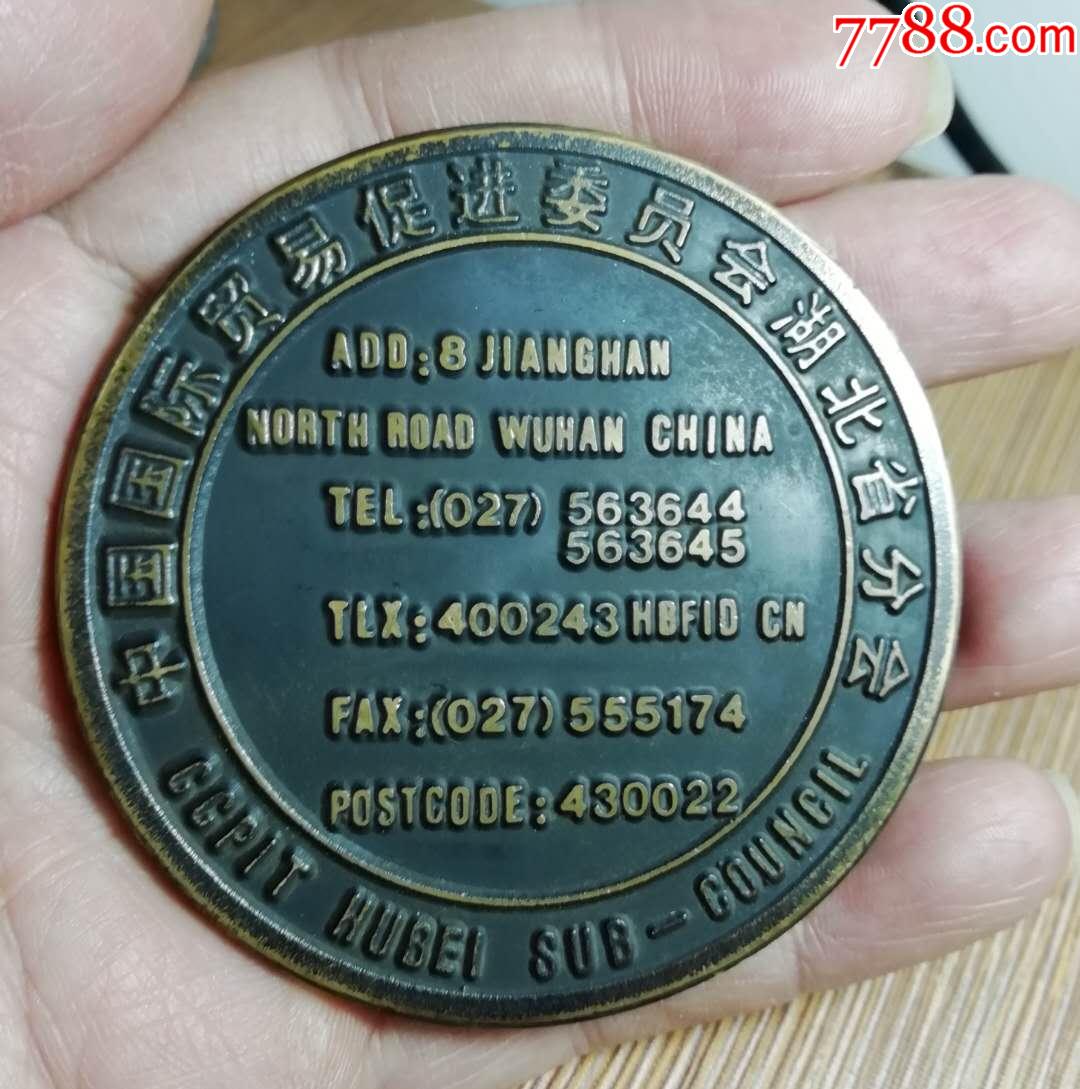 7788.com
中国国际贸易促进委员会湖北省分会
ADD:8 JIANGHAN
NORTH ROAD WUHAN CHINA
TEL:(027) 563644
563645
TLX:400243 HBFID CN
FAX:(027) 555174
POSTCODE:430022
CCPIT HUBEI SUB-COUNCIL